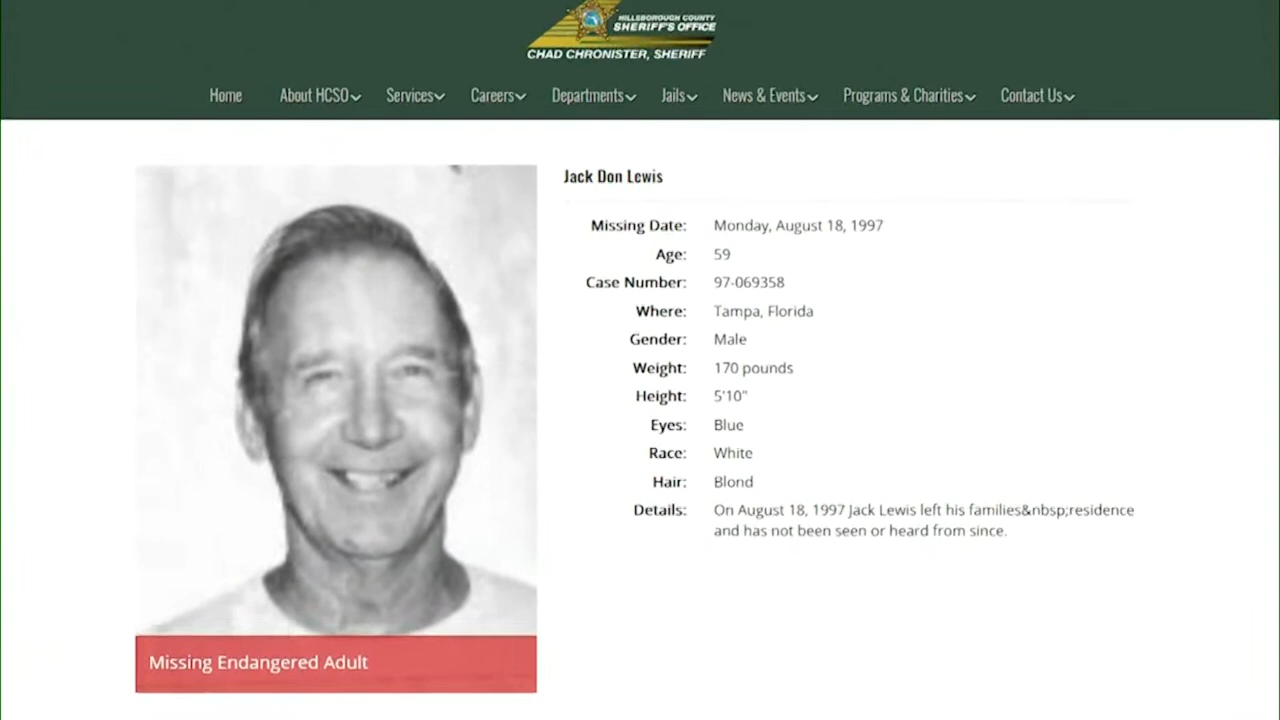 HILLSBOROUGH COUNTY
SHERIFF'S OFFICE
CHAD CHRONISTER, SHERIFF
Home About HCSO Services Careers Departments Jails News & Events Programs & Charities Contact Us
Jack Don Lewis
Missing Date: Monday, August 18, 1997
Age: 59
Case Number: 97-069358
Where: Tampa, Florida
Gender: Male
Weight: 170 pounds
Height: 5'10"
Eyes: Blue
Race: White
Hair: Blond
Details: On August 18, 1997 Jack Lewis left his families&nbsp;residence
and has not been seen or heard from since.
Missing Endangered Adult